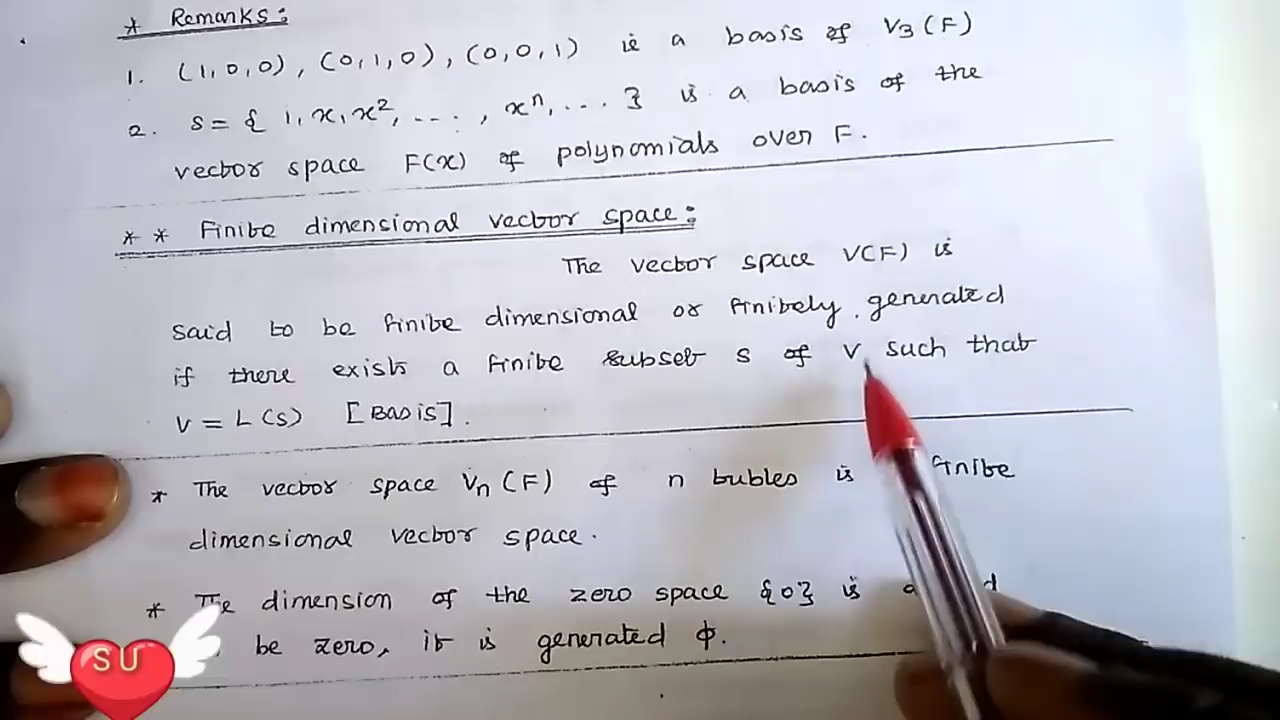 * Remarks:
1. (1,0,0), (0,1,0), (0,0,1) is a basis of V3(F)
2. S = { 1, x, x², ..., xⁿ, ... } is a basis of the
vector space F(x) of polynomials over F.
** Finite dimensional vector space:
The vector space V(F) is
said to be finite dimensional or finitely generated
if there exists a finite subset S of V such that
V = L(S) [Basis].
* The vector space Vn(F) of n tubles is finite
dimensional vector space.
* The dimension of the zero space {0} is
be zero, it is generated φ.
SU